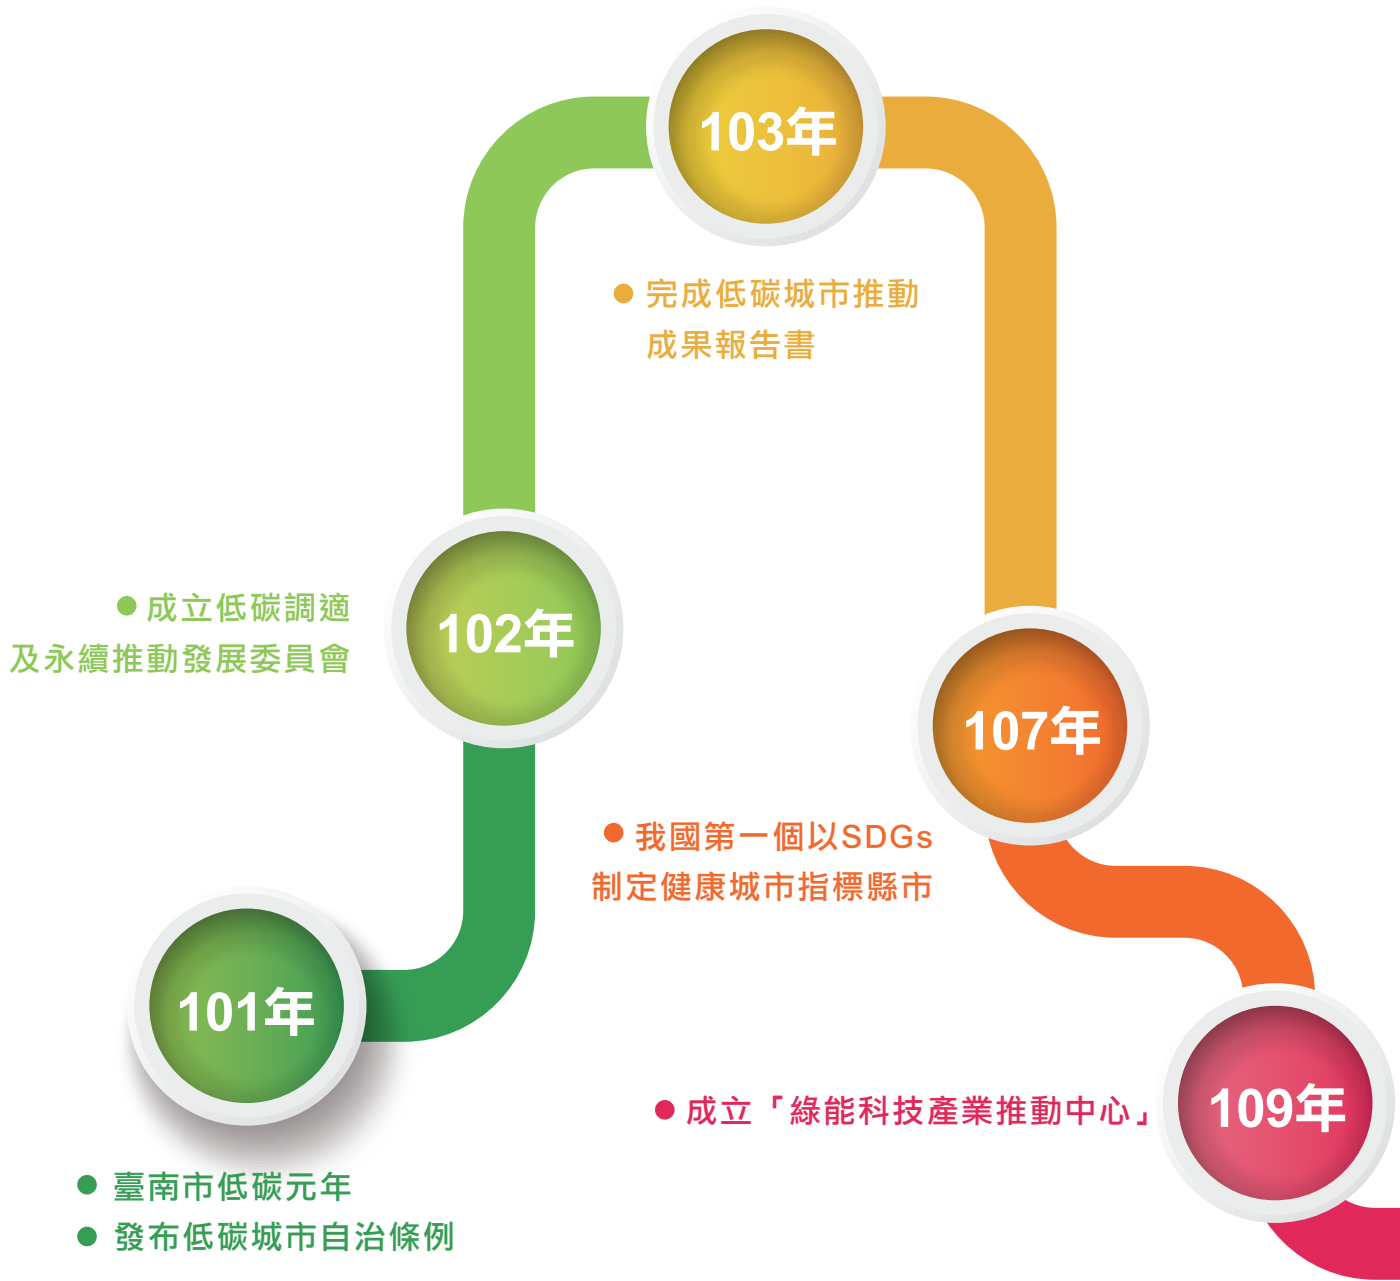 103年
● 完成低碳城市推動
成果報告書
102年
● 成立低碳調適
及永續推動發展委員會
107年
● 我國第一個以SDGs
制定健康城市指標縣市
101年
● 臺南市低碳元年
● 發布低碳城市自治條例
109年
● 成立「綠能科技產業推動中心」